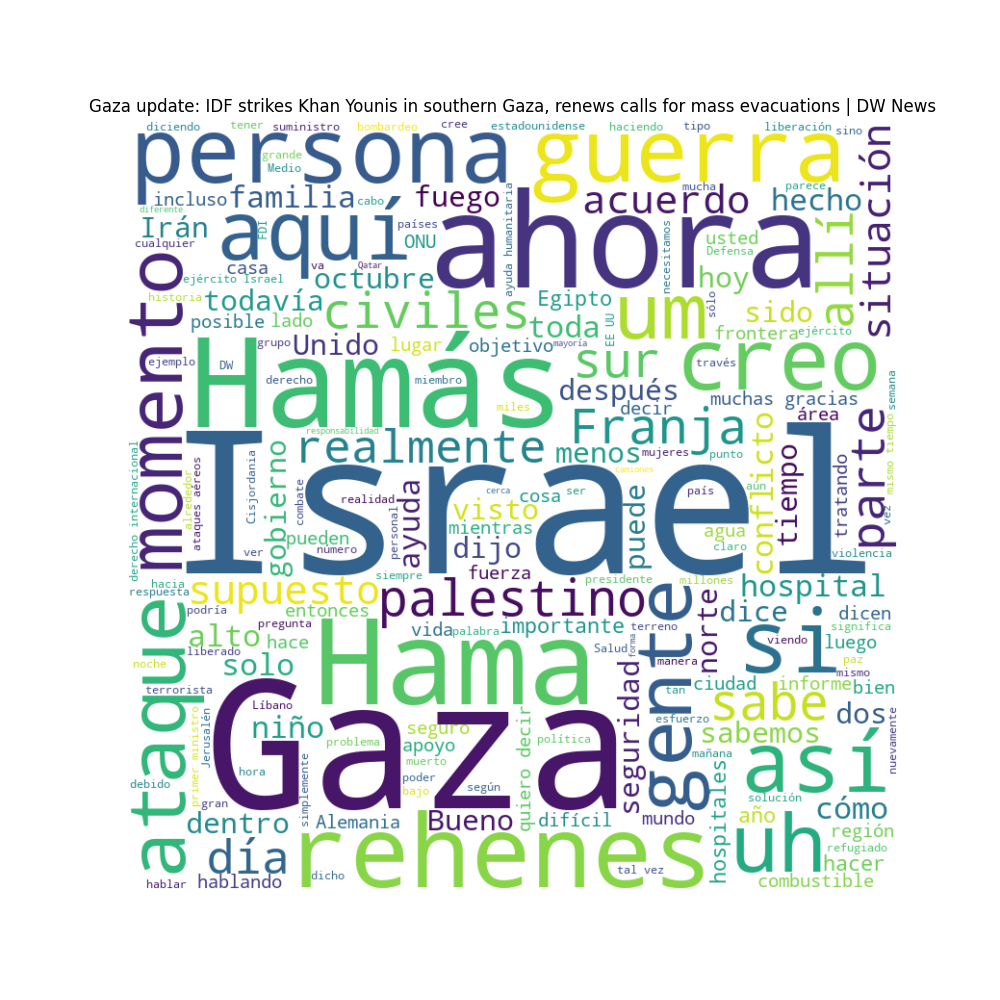 Gaza update: IDF strikes Khan Younis in southern Gaza, renews calls for mass evacuations | DW News
diciendo tener suministro bombardeo cree estadounidense haciendo tipo liberación sino
persona guerra situación
grande Medio incluso familia cabo fuego acuerdo mucha parece hecho
diferente Irán aquí FDI países ONU ahora ayuda humanitaria necesitamos usted Defensa allí
cualquier casa va Qatar
ejército Israel octubre hoy
momento historia todavía civiles Egipto um sólo sido
posible lado toda EE UU frontera ejército
grupo Unido lugar objetivo mayoría
ejemplo DW Hamás sur través creo
derecho miembro después muchas gracias semana
miles decir área
responsabilidad Franja
derecho internacional realmente menos mujeres punto conflicto tiempo tratando parte mismo tiempo
alrededor ataques aéreos Cisjordania gobierno combate camiones
Israel
realidad ayuda personal cerca cosa ser puede país aún
número visto agua vez
pueden mientras claro
ver dijo violencia
hacia siempre fuerza presidente millones hospital
respuesta supuesto palestino
podría entonces dice dicen
ataque pregunta vida palabra importante terreno norte si significa
alto hace Hama Salud forma gente viendo luego
noche liberado solo manera paz mismo
terrorista tan ciudad informe bien
primer ministro Jerusalén Líbano Gaza seguridad sabe
niño seguro quiero decir esfuerzo dos
problema apoyo política sabemos nuevamente
hora simplemente muerto mañana así
debido poder según hospitales solución
gran bajo año cómo
dentro Alemania Bueno difícil mundo región
día rehenes uh refugiado
hacer
hablar hablando dicho tal vez combustible